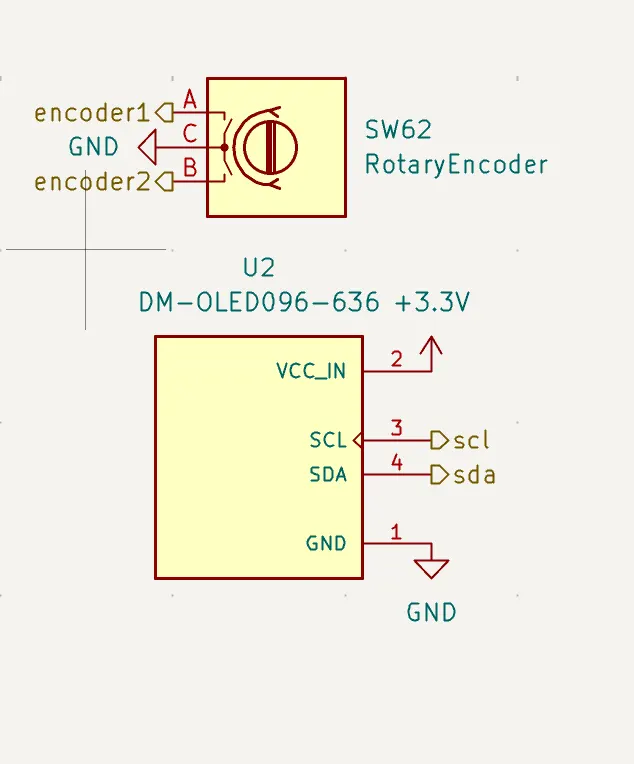 encoder1 A
GND C
encoder2 B
SW62
RotaryEncoder
U2
DM-OLED096-636 +3.3V
VCC_IN 2
SCL 3 scl
SDA 4 sda
GND 1
GND